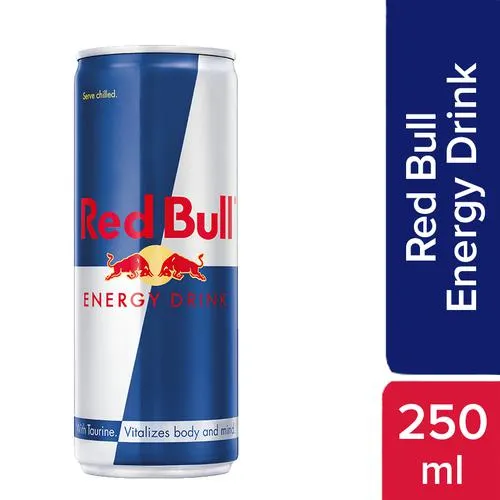 Serve chilled.
Red Bull
ENERGY DRINK
With Taurine. Vitalizes body and mind.
Red Bull
Energy Drink
250
ml